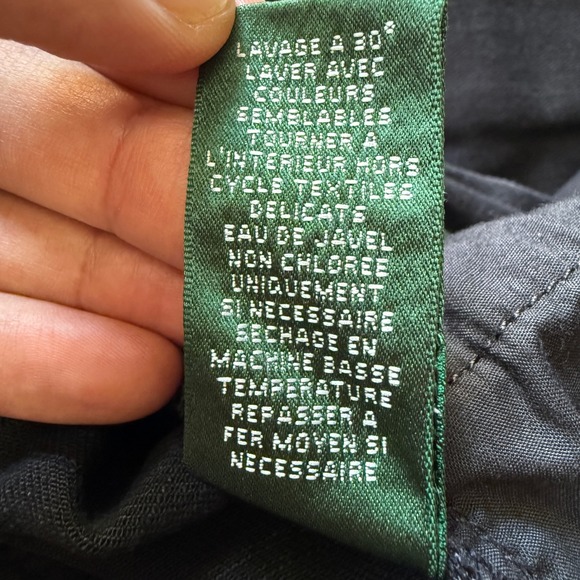 LAVAGE A 30°
LAVER AVEC
COULEURS
SEMBLABLES
TOURNER A
L'INTERIEUR HORS
CYCLE TEXTILES
DELICATS
EAU DE JAVEL
NON CHLOREE
UNIQUEMENT
SI NECESSAIRE
SECHAGE EN
MACHINE BASSE
TEMPERATURE
REPASSER A
FER MOYEN SI
NECESSAIRE